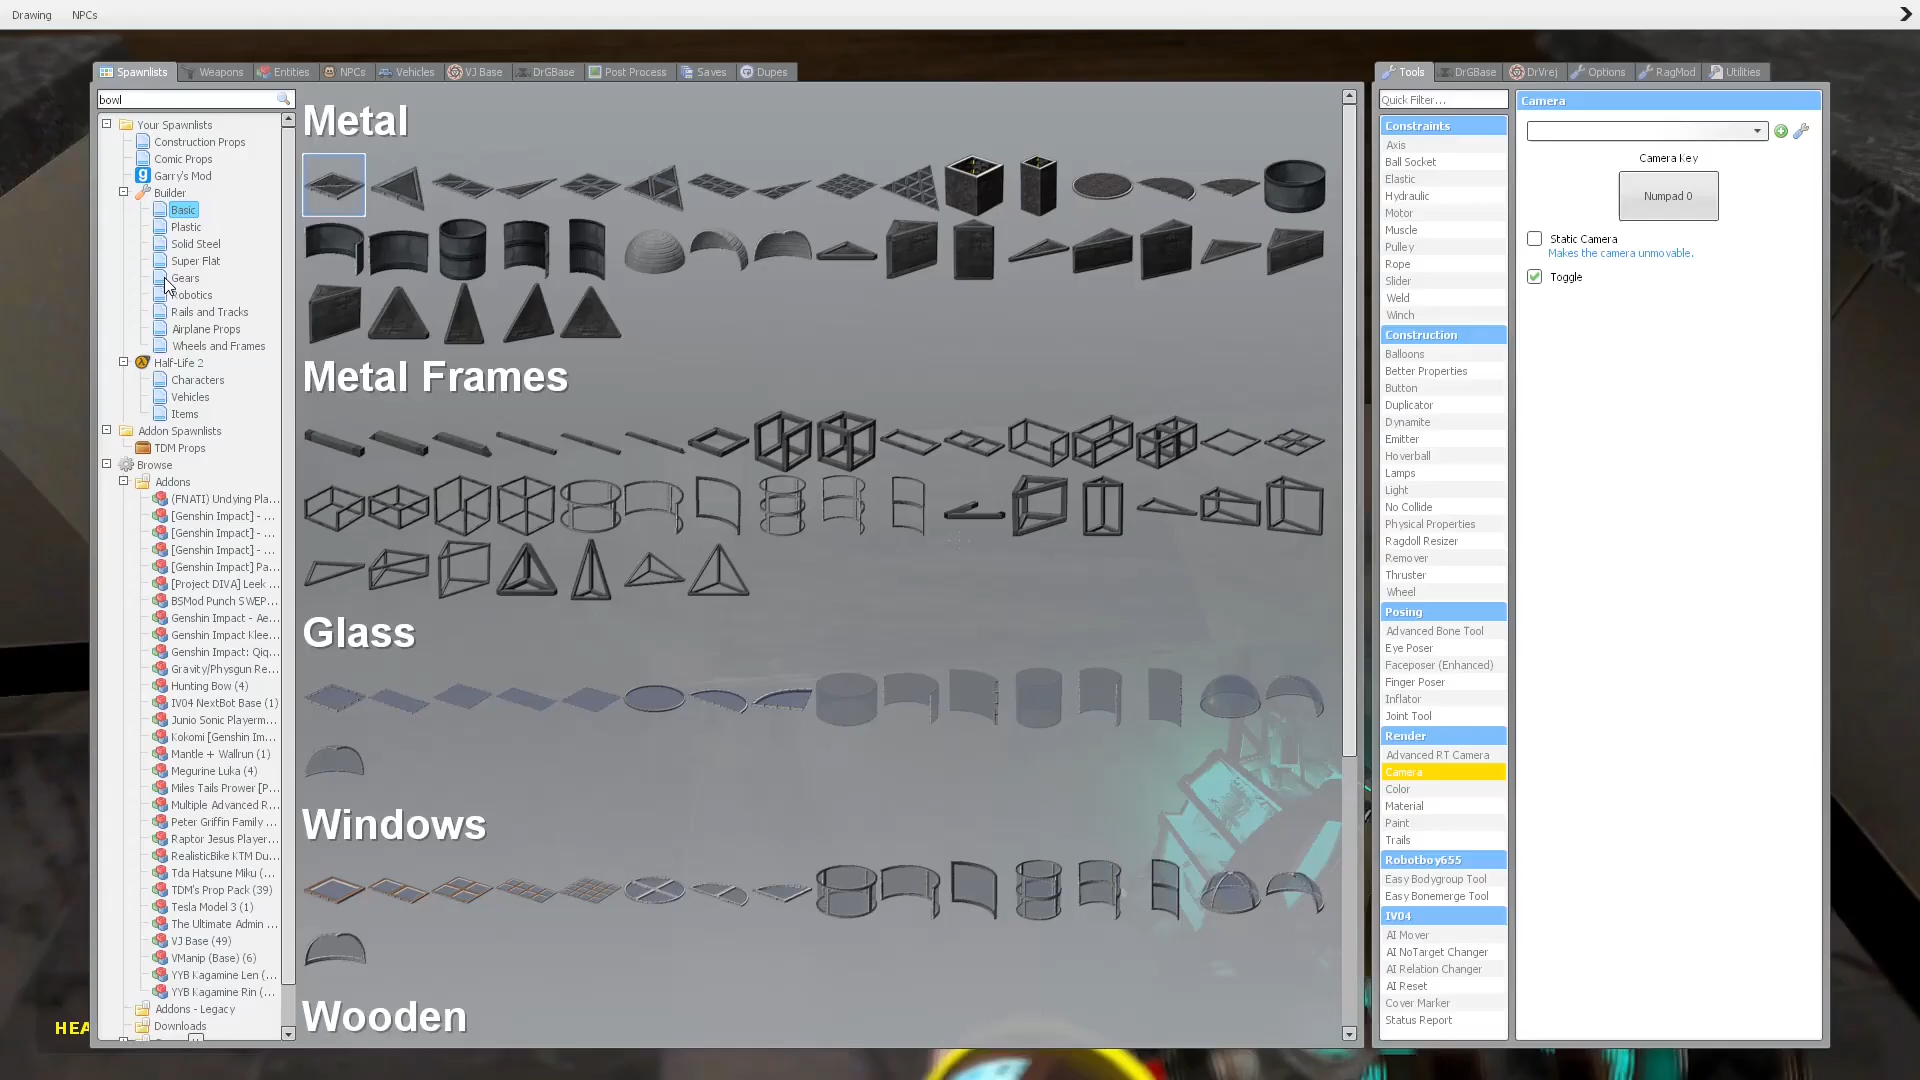 Drawing NPCs
Spawnlists Weapons Entities NPCs Vehicles VJ Base DrGBase Post Process Saves Dupes
bowl
Your Spawnlists
Construction Props
Comic Props
Garry's Mod
Builder
Basic
Plastic
Solid Steel
Super Flat
Gears
Robotics
Rails and Tracks
Airplane Props
Wheels and Frames
Half-Life 2
Characters
Vehicles
Items
Addon Spawnlists
TDM Props
Browse
Addons
(FNATI) Undying Pla...
[Genshin Impact] - ...
[Genshin Impact] - ...
[Genshin Impact] - ...
[Genshin Impact] Pa...
[Project DIVA] Leek ...
BSMod Punch SWEP...
Genshin Impact - Ae...
Genshin Impact Klee...
Genshin Impact: Qiq...
Gravity/Physgun Re...
Hunting Bow (4)
IV04 NextBot Base (1)
Junio Sonic Playerm...
Kokomi [Genshin Im...
Mantle + Wallrun (1)
Megurine Luka (4)
Miles Tails Prower [P...
Multiple Advanced R...
Peter Griffin Family ...
Raptor Jesus Player...
RealisticBike KTM Du...
Tda Hatsune Miku (...
TDM's Prop Pack (39)
Tesla Model 3 (1)
The Ultimate Admin ...
VJ Base (49)
VManip (Base) (6)
YYB Kagamine Len (...
YYB Kagamine Rin (...
Addons - Legacy
Downloads
Metal
Metal Frames
Glass
Windows
Wooden
HEA
Tools DrGBase DrVrej Options RagMod Utilities
Quick Filter...
Constraints
Axis
Ball Socket
Elastic
Hydraulic
Motor
Muscle
Pulley
Rope
Slider
Weld
Winch
Construction
Balloons
Better Properties
Button
Duplicator
Dynamite
Emitter
Hoverball
Lamps
Light
No Collide
Physical Properties
Ragdoll Resizer
Remover
Thruster
Wheel
Posing
Advanced Bone Tool
Eye Poser
Faceposer (Enhanced)
Finger Poser
Inflator
Joint Tool
Render
Advanced RT Camera
Camera
Color
Material
Paint
Trails
Robotboy655
Easy Bodygroup Tool
Easy Bonemerge Tool
IV04
AI Mover
AI NoTarget Changer
AI Relation Changer
AI Reset
Cover Marker
Status Report
Camera
Camera Key
Numpad 0
Static Camera
Makes the camera unmovable.
Toggle